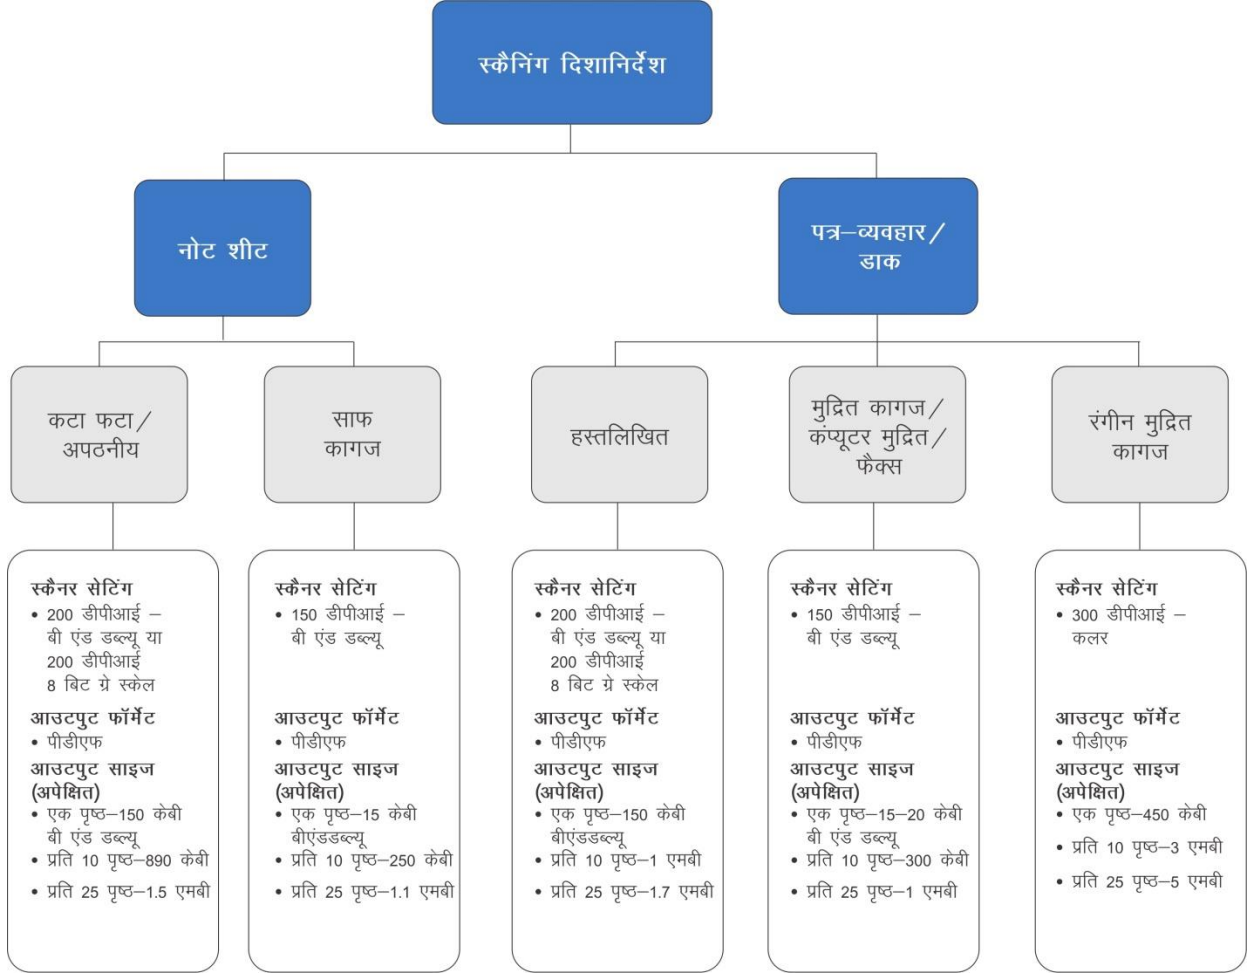 स्कैनिंग दिशानिर्देश
नोट शीट
पत्र–व्यवहार/
डाक
कटा फटा/
अपठनीय
साफ
कागज
हस्तलिखित
मुद्रित कागज/
कंप्यूटर मुद्रित/
फैक्स
रंगीन मुद्रित
कागज
स्कैनर सेटिंग
• 200 डीपीआई –
बी एंड डब्ल्यू या
200 डीपीआई
8 बिट ग्रे स्केल
आउटपुट फॉर्मेट
• पीडीएफ
आउटपुट साइज
(अपेक्षित)
• एक पृष्ठ–150 केबी
बी एंड डब्ल्यू
• प्रति 10 पृष्ठ–890 केबी
• प्रति 25 पृष्ठ–1.5 एमबी
स्कैनर सेटिंग
• 150 डीपीआई –
बी एंड डब्ल्यू
आउटपुट फॉर्मेट
• पीडीएफ
आउटपुट साइज
(अपेक्षित)
• एक पृष्ठ–15 केबी
बीएंडडब्ल्यू
• प्रति 10 पृष्ठ–250 केबी
• प्रति 25 पृष्ठ–1.1 एमबी
स्कैनर सेटिंग
• 200 डीपीआई –
बी एंड डब्ल्यू या
200 डीपीआई
8 बिट ग्रे स्केल
आउटपुट फॉर्मेट
• पीडीएफ
आउटपुट साइज
(अपेक्षित)
• एक पृष्ठ–150 केबी
बीएंडडब्ल्यू
• प्रति 10 पृष्ठ–1 एमबी
• प्रति 25 पृष्ठ–1.7 एमबी
स्कैनर सेटिंग
• 150 डीपीआई –
बी एंड डब्ल्यू
आउटपुट फॉर्मेट
• पीडीएफ
आउटपुट साइज
(अपेक्षित)
• एक पृष्ठ–15–20 केबी
बी एंड डब्ल्यू
• प्रति 10 पृष्ठ–300 केबी
• प्रति 25 पृष्ठ–1 एमबी
स्कैनर सेटिंग
• 300 डीपीआई –
कलर
आउटपुट फॉर्मेट
• पीडीएफ
आउटपुट साइज
(अपेक्षित)
• एक पृष्ठ–450 केबी
• प्रति 10 पृष्ठ–3 एमबी
• प्रति 25 पृष्ठ–5 एमबी